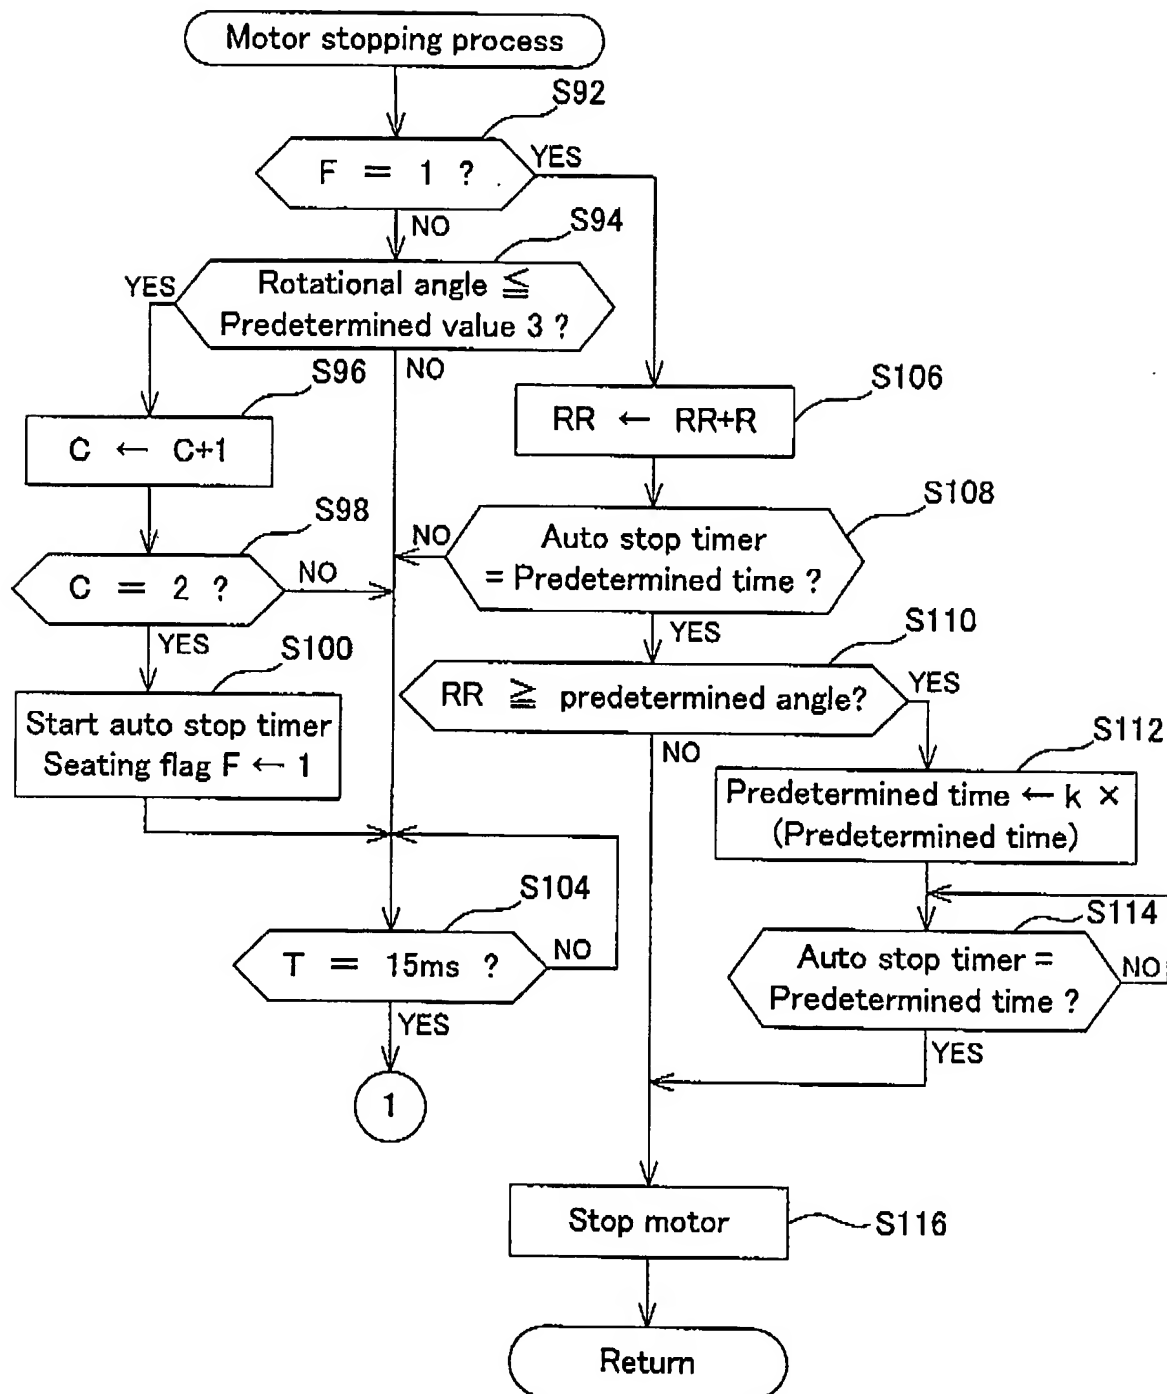 Motor stopping process
S92
F = 1 ?
YES
NO
S94
YES
Rotational angle ≦
Predetermined value 3 ?
NO
S96
C ← C+1
S106
RR ← RR+R
S98
C = 2 ?
NO
YES
S108
NO
Auto stop timer
= Predetermined time ?
YES
S100
Start auto stop timer
Seating flag F ← 1
S110
RR ≧ predetermined angle?
YES
NO
S112
Predetermined time ← k ×
(Predetermined time)
S104
T = 15ms ?
NO
YES
1
S114
Auto stop timer =
Predetermined time ?
NO
YES
Stop motor
S116
Return